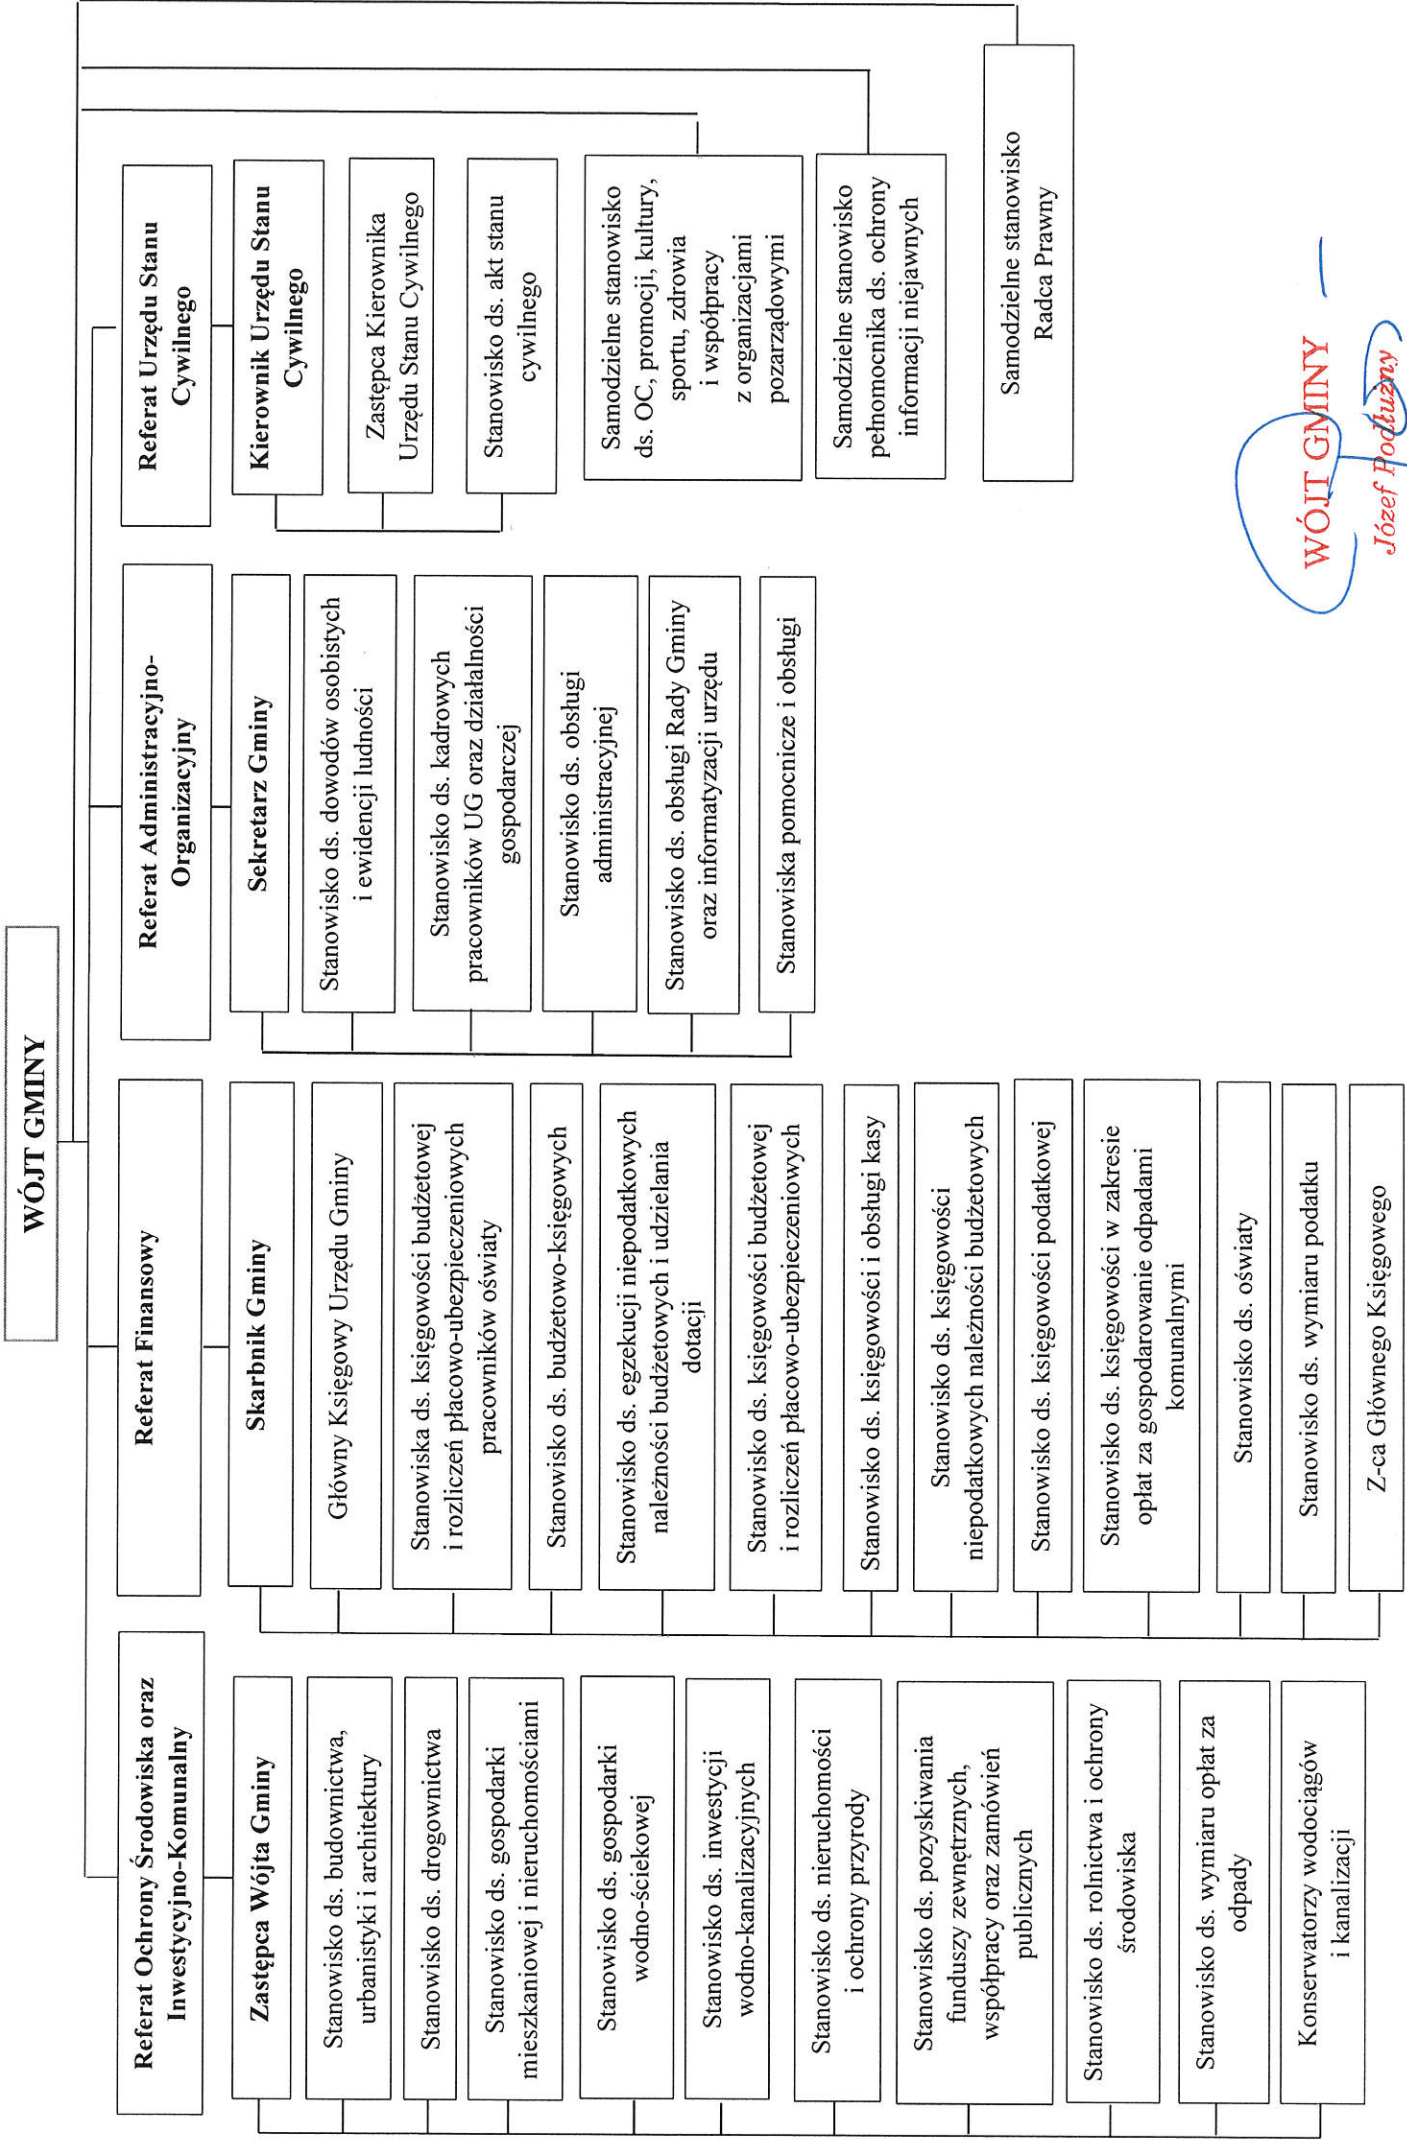 WÓJT GMINY
Referat Ochrony Środowiska oraz
Inwestycyjno-Komunalny
Zastępca Wójta Gminy
Stanowisko ds. budownictwa,
urbanistyki i architektury
Stanowisko ds. drogownictwa
Stanowisko ds. gospodarki
mieszkaniowej i nieruchomościami
Stanowisko ds. gospodarki
wodno-ściekowej
Stanowisko ds. inwestycji
wodno-kanalizacyjnych
Stanowisko ds. nieruchomości
i ochrony przyrody
Stanowisko ds. pozyskiwania
funduszy zewnętrznych,
współpracy oraz zamówień
publicznych
Stanowisko ds. rolnictwa i ochrony
środowiska
Stanowisko ds. wymiaru opłat za
odpady
Konserwatorzy wodociągów
i kanalizacji
Referat Finansowy
Skarbnik Gminy
Główny Księgowy Urzędu Gminy
Stanowiska ds. księgowości budżetowej
i rozliczeń płacowo-ubezpieczeniowych
pracowników oświaty
Stanowisko ds. budżetowo-księgowych
Stanowisko ds. egzekucji niepodatkowych
należności budżetowych i udzielania
dotacji
Stanowisko ds. księgowości budżetowej
i rozliczeń płacowo-ubezpieczeniowych
Stanowisko ds. księgowości i obsługi kasy
Stanowisko ds. księgowości
niepodatkowych należności budżetowych
Stanowisko ds. księgowości podatkowej
Stanowisko ds. księgowości w zakresie
opłat za gospodarowanie odpadami
komunalnymi
Stanowisko ds. oświaty
Stanowisko ds. wymiaru podatku
Z-ca Głównego Księgowego
Referat Administracyjno-
Organizacyjny
Sekretarz Gminy
Stanowisko ds. dowodów osobistych
i ewidencji ludności
Stanowisko ds. kadrowych
pracowników UG oraz działalności
gospodarczej
Stanowisko ds. obsługi
administracyjnej
Stanowisko ds. obsługi Rady Gminy
oraz informatyzacji urzędu
Stanowiska pomocnicze i obsługi
Referat Urzędu Stanu
Cywilnego
Kierownik Urzędu Stanu
Cywilnego
Zastępca Kierownika
Urzędu Stanu Cywilnego
Stanowisko ds. akt stanu
cywilnego
Samodzielne stanowisko
ds. OC, promocji, kultury,
sportu, zdrowia
i współpracy
z organizacjami
pozarządowymi
Samodzielne stanowisko
pełnomocnika ds. ochrony
informacji niejawnych
Samodzielne stanowisko
Radca Prawny
WÓJT GMINY
Józef Podłużny